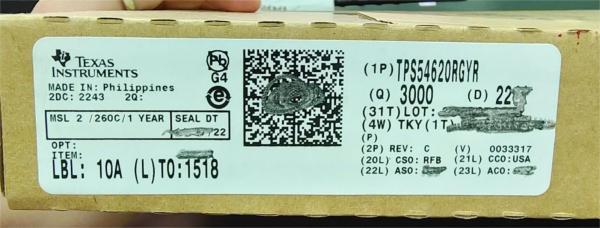 TEXAS
INSTRUMENTS
MADE IN: Philippines
2DC: 2243 2Q:
Pb
G4
e
MSL 2 /260C/1 YEAR
SEAL DT
22
OPT:
ITEM:
LBL: 10A (L)TO:1518
(1P) TPS54620RGYR
(Q) 3000 (D) 22
(31T) LOT:
(4W) TKY (1T)
(P)
(2P) REV: C (V) 0033317
(20L) CSO: RFB (21L) CCO:USA
(22L) ASO: (23L) ACO: